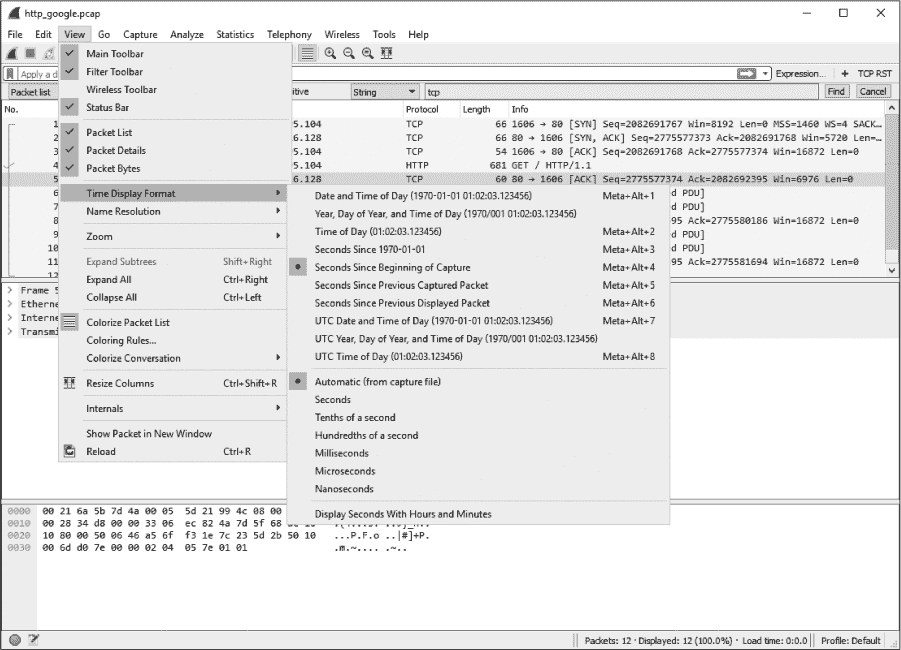 http_google.pcap
File Edit View Go Capture Analyze Statistics Telephony Wireless Tools Help
Main Toolbar
Apply a d
Filter Toolbar
Expression...
+
TCP RST
Wireless Toolbar
Packet list
itive
String
tcp
Find
Cancel
Status Bar
No.
Protocol
Length
Info
1
5.104 TCP 66 1606 → 80 [SYN] Seq=2082691767 Win=8192 Len=0 MSS=1460 WS=4 SACK...
Packet List
2
6.128 TCP 66 80 → 1606 [SYN, ACK] Seq=2775577373 Ack=2082691768 Win=5720 Len=...
3
5.104 TCP 54 1606 → 80 [ACK] Seq=2082691768 Ack=2775577374 Win=16872 Len=0
Packet Details
4
5.104 HTTP 681 GET / HTTP/1.1
Packet Bytes
5
6.128 TCP 60 80 → 1606 [ACK] Seq=2775577374 Ack=2082692395 Win=6976 Len=0
6
d PDU]
7
d PDU]
8
95 Ack=2775580186 Win=16872 Len=0
9
d PDU]
10
d PDU]
11
95 Ack=2775581694 Win=16872 Len=0
12
Time Display Format
Name Resolution
Zoom
Expand Subtrees Shift+Right
Expand All Ctrl+Right
Collapse All Ctrl+Left
Colorize Packet List
Coloring Rules...
Colorize Conversation
Resize Columns Ctrl+Shift+R
Internals
Show Packet in New Window
Reload Ctrl+R
Date and Time of Day (1970-01-01 01:02:03.123456) Meta+Alt+1
Year, Day of Year, and Time of Day (1970/001 01:02:03.123456)
Time of Day (01:02:03.123456) Meta+Alt+2
Seconds Since 1970-01-01 Meta+Alt+3
Seconds Since Beginning of Capture Meta+Alt+4
Seconds Since Previous Captured Packet Meta+Alt+5
Seconds Since Previous Displayed Packet Meta+Alt+6
UTC Date and Time of Day (1970-01-01 01:02:03.123456) Meta+Alt+7
UTC Year, Day of Year, and Time of Day (1970/001 01:02:03.123456)
UTC Time of Day (01:02:03.123456) Meta+Alt+8
Automatic (from capture file)
Seconds
Tenths of a second
Hundredths of a second
Milliseconds
Microseconds
Nanoseconds
Display Seconds With Hours and Minutes
Frame 5
Etherne
Interne
Transmi
0000 00 21 6a 5b 7d 4a 00 05 5d 21 99 4c 08 00
0010 00 28 34 d8 00 00 33 06 ec 82 4a 7d 5f 68
0020 10 80 00 50 06 46 a5 6f f3 1e 7c 23 5d 2b 50 10 ...P.F.o ..|#]+P.
0030 00 6d d0 7e 00 00 02 04 05 7e 01 01 .m.~.... .~..
Packets: 12 · Displayed: 12 (100.0%) · Load time: 0:0.0
Profile: Default